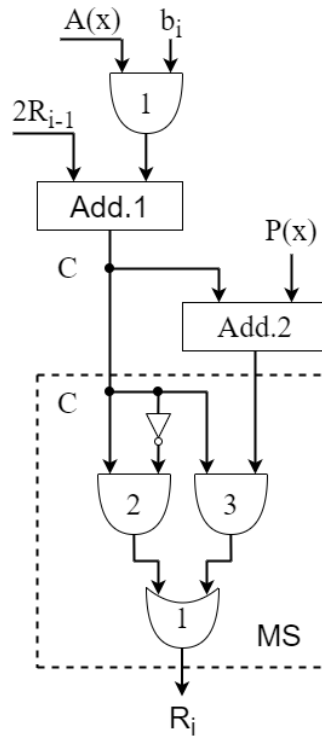 A(x) b_i
1
2R_{i-1}
Add.1
C
P(x)
Add.2
C
2 3
1
MS
R_i